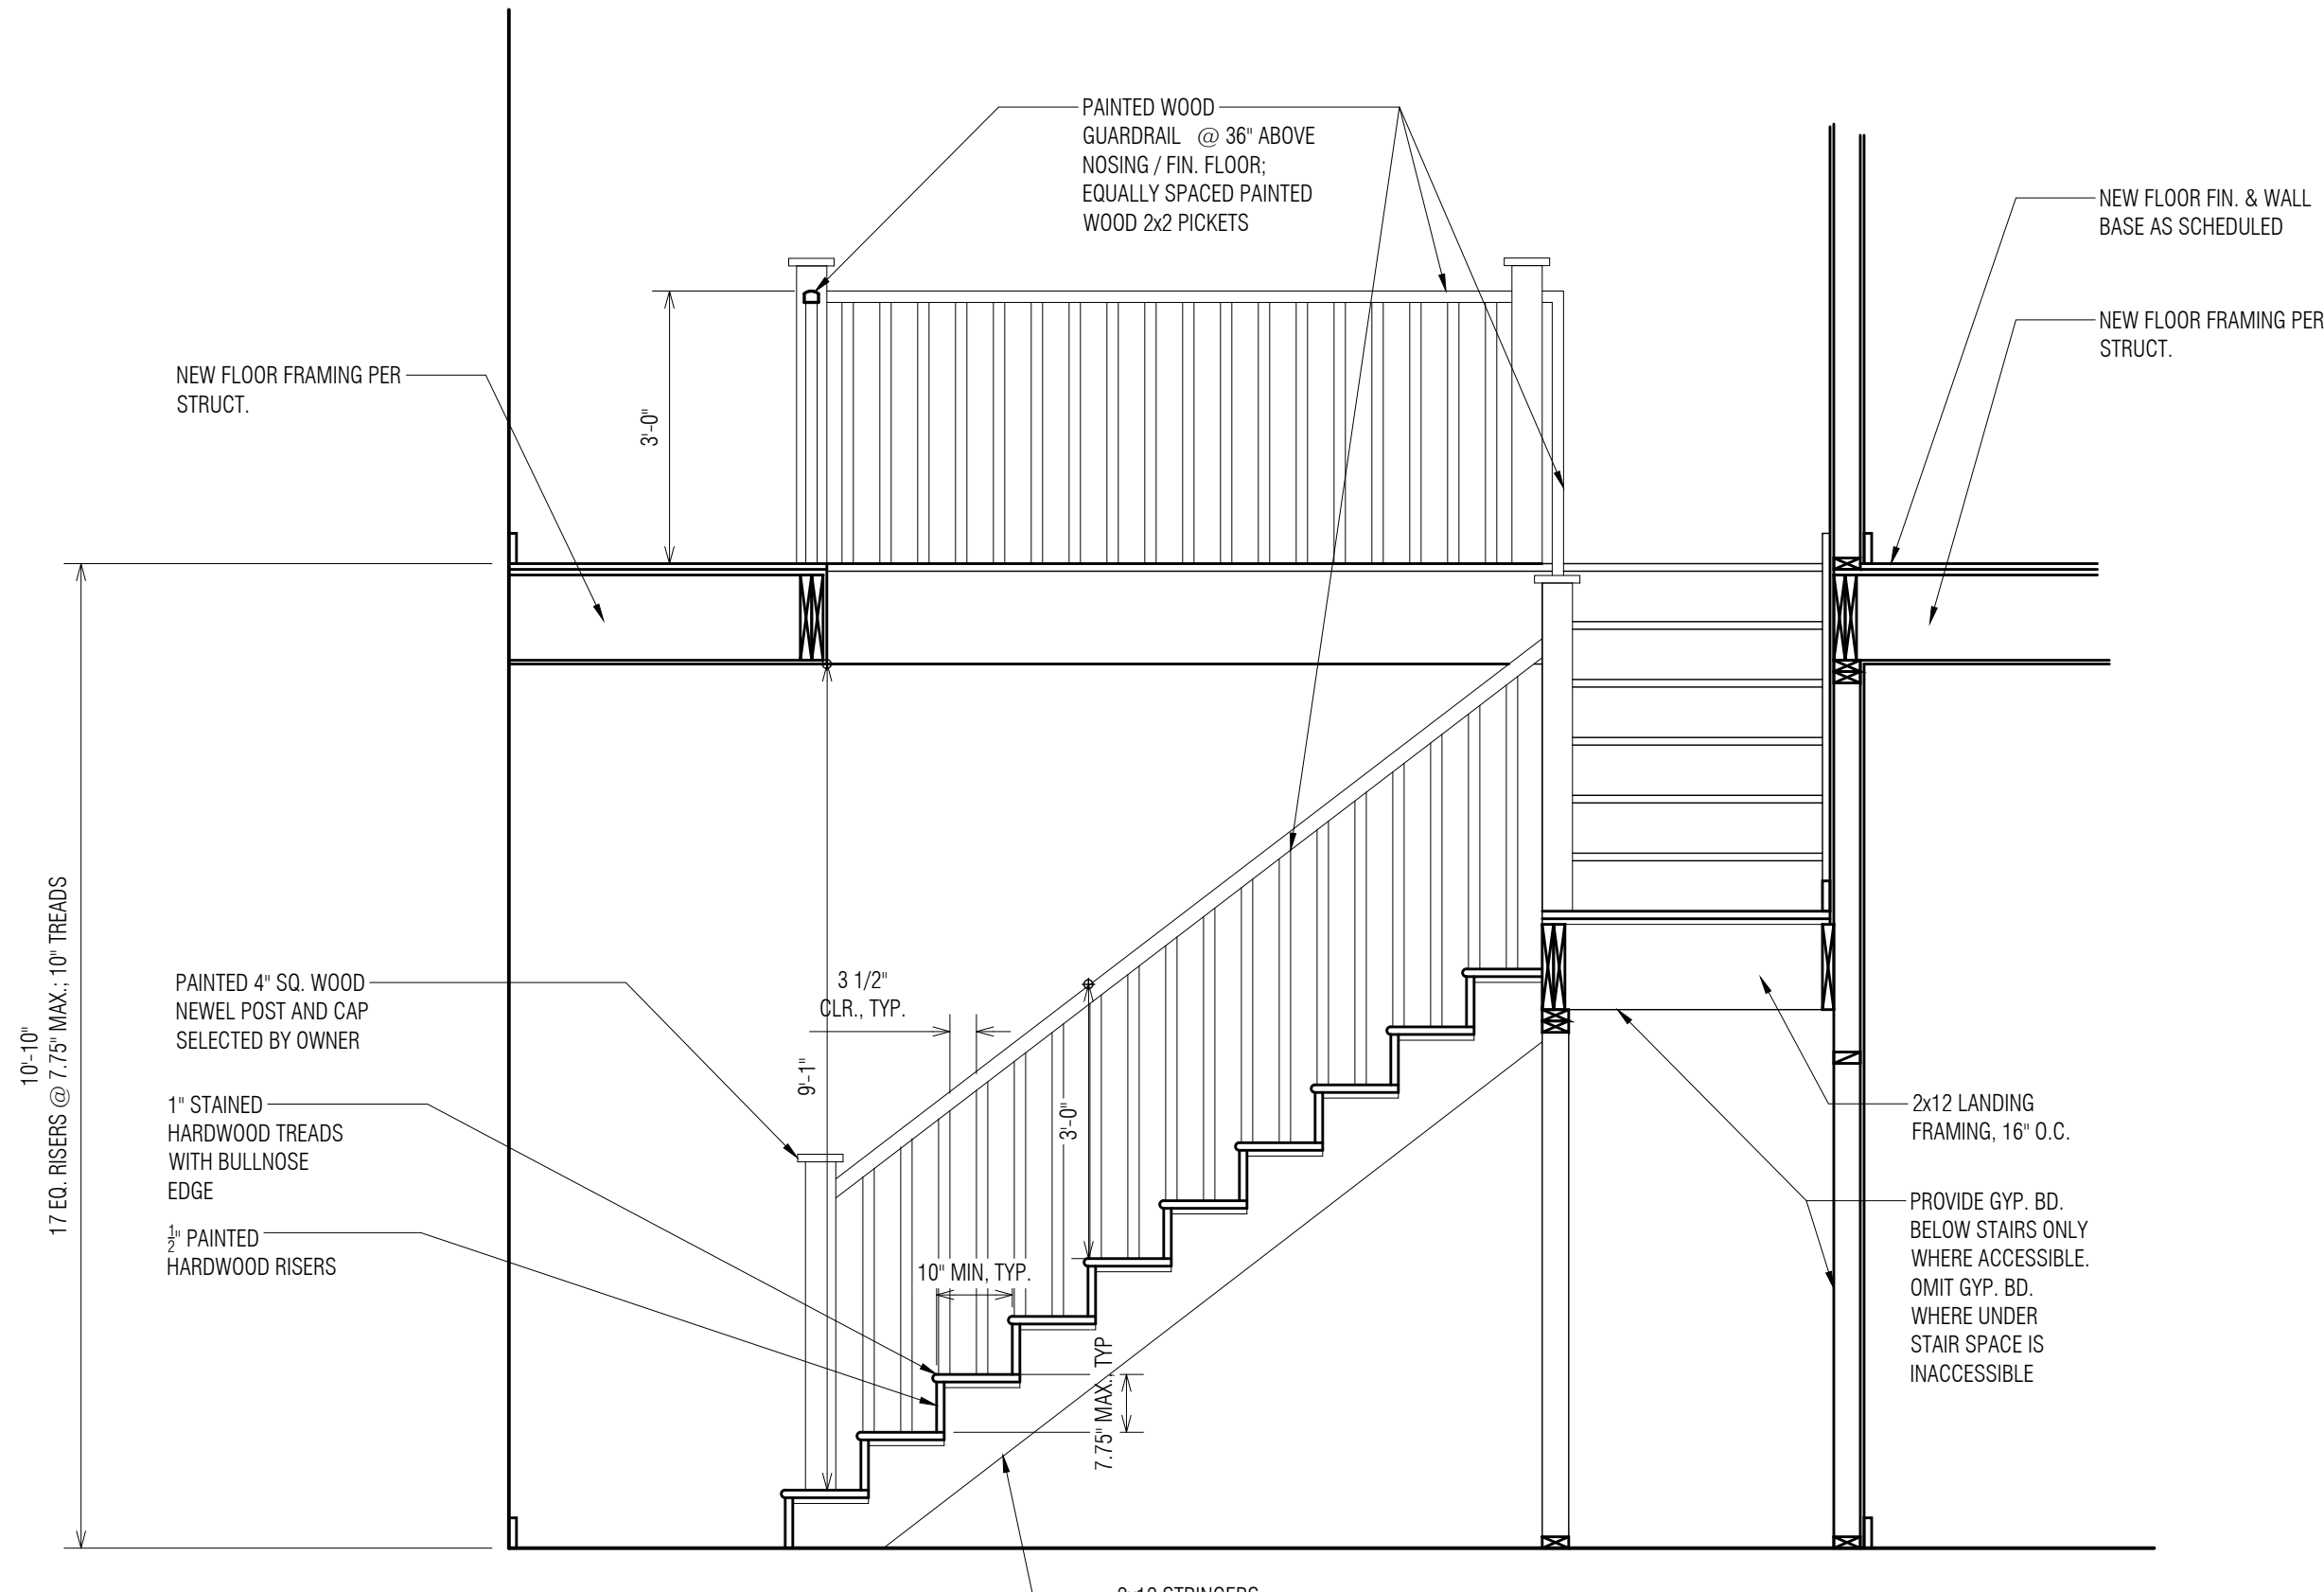 PAINTED WOOD
GUARDRAIL @ 36" ABOVE
NOSING / FIN. FLOOR;
EQUALLY SPACED PAINTED
WOOD 2x2 PICKETS
NEW FLOOR FIN. & WALL
BASE AS SCHEDULED
NEW FLOOR FRAMING PER
STRUCT.
NEW FLOOR FRAMING PER
STRUCT.
3'-0"
10'-10"
17 EQ. RISERS @ 7.75" MAX.; 10" TREADS
PAINTED 4" SQ. WOOD
NEWEL POST AND CAP
SELECTED BY OWNER
3 1/2"
CLR., TYP.
9'-1"
3'-0"
1" STAINED
HARDWOOD TREADS
WITH BULLNOSE
EDGE
½" PAINTED
HARDWOOD RISERS
10" MIN, TYP.
7.75" MAX., TYP
2x12 LANDING
FRAMING, 16" O.C.
PROVIDE GYP. BD.
BELOW STAIRS ONLY
WHERE ACCESSIBLE.
OMIT GYP. BD.
WHERE UNDER
STAIR SPACE IS
INACCESSIBLE
STRINGERS